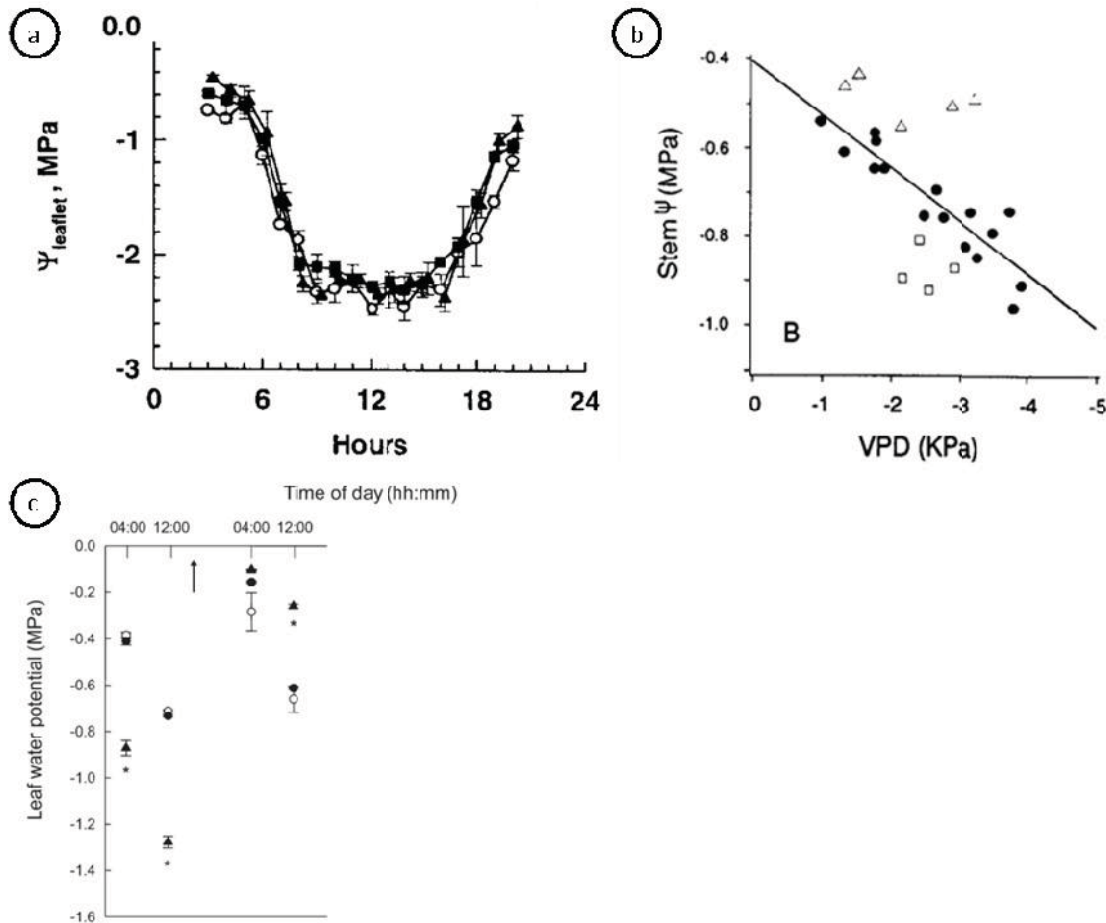 a
0.0
-1
-2
-3
Ψleaflet, MPa
0 6 12 18 24
Hours
b
-0.4
-0.6
-0.8
-1.0
Stem Ψ (MPa)
B
0 -1 -2 -3 -4 -5
VPD (KPa)
c
Time of day (hh:mm)
04:00 12:00 04:00 12:00
0.0
-0.2
-0.4
-0.6
-0.8
-1.0
-1.2
-1.4
-1.6
Leaf water potential (MPa)
*
*
*